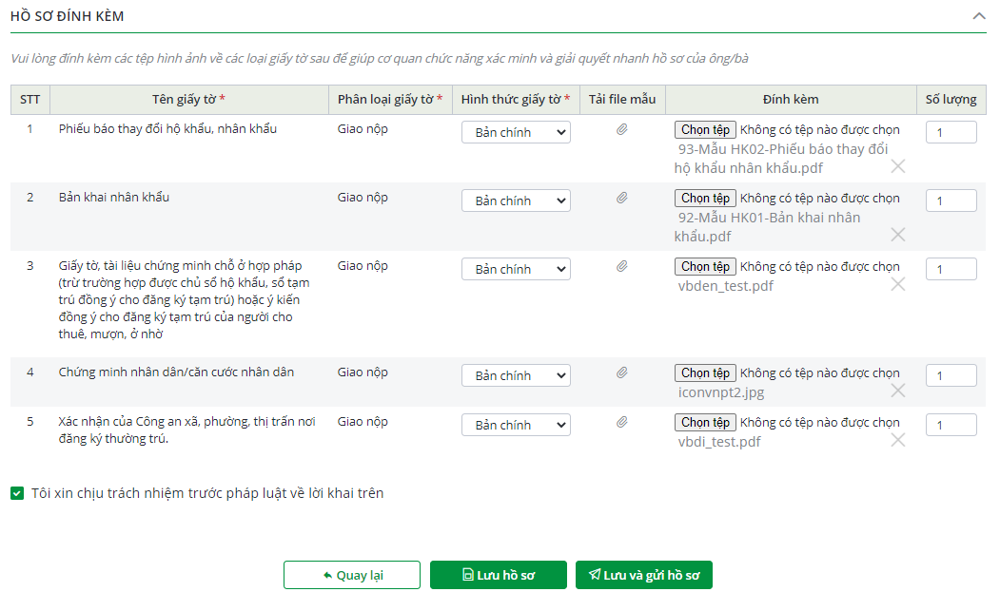 HỒ SƠ ĐÍNH KÈM
Vui lòng đính kèm các tệp hình ảnh về các loại giấy tờ sau để giúp cơ quan chức năng xác minh và giải quyết nhanh hồ sơ của ông/bà
STT Tên giấy tờ * Phân loại giấy tờ * Hình thức giấy tờ * Tải file mẫu Đính kèm Số lượng
1 Phiếu báo thay đổi hộ khẩu, nhân khẩu Giao nộp Bản chính Chọn tệp Không có tệp nào được chọn 1
93-Mẫu HK02-Phiếu báo thay đổi
hộ khẩu nhân khẩu.pdf
2 Bản khai nhân khẩu Giao nộp Bản chính Chọn tệp Không có tệp nào được chọn 1
92-Mẫu HK01-Bản khai nhân
khẩu.pdf
3 Giấy tờ, tài liệu chứng minh chỗ ở hợp pháp Giao nộp Bản chính Chọn tệp Không có tệp nào được chọn 1
(trừ trường hợp được chủ sổ hộ khẩu, sổ tạm vbden_test.pdf
trú đồng ý cho đăng ký tạm trú) hoặc ý kiến
đồng ý cho đăng ký tạm trú của người cho
thuê, mượn, ở nhờ
4 Chứng minh nhân dân/căn cước nhân dân Giao nộp Bản chính Chọn tệp Không có tệp nào được chọn 1
iconvnpt2.jpg
5 Xác nhận của Công an xã, phường, thị trấn nơi Giao nộp Bản chính Chọn tệp Không có tệp nào được chọn 1
đăng ký thường trú. vbdi_test.pdf
Tôi xin chịu trách nhiệm trước pháp luật về lời khai trên
Quay lại Lưu hồ sơ Lưu và gửi hồ sơ